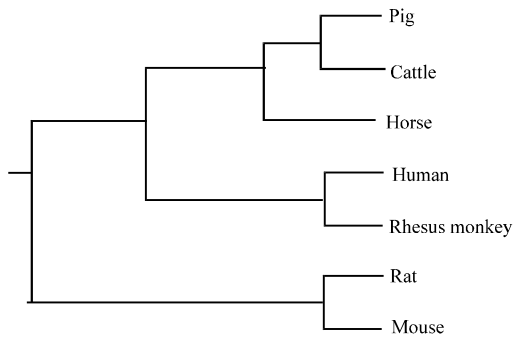 Pig
Cattle
Horse
Human
Rhesus monkey
Rat
Mouse